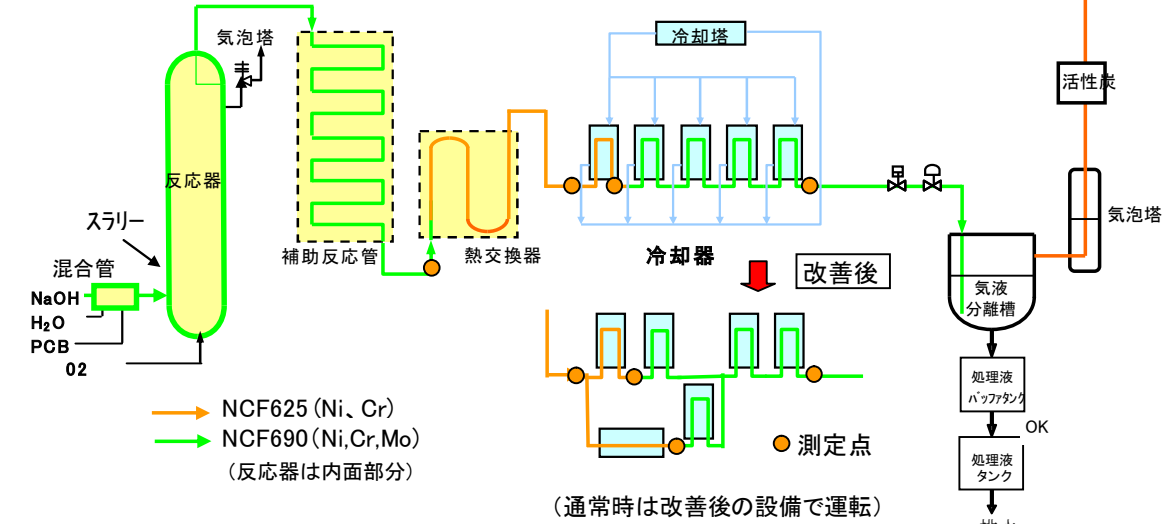 気泡塔
冷却塔
活性炭
反応器
スラリー
混合管
NaOH
H₂O
PCB
O2
補助反応管
熱交換器
冷却器
改善後
気泡塔
気液
分離槽
処理液
バッファタンク
OK
処理液
タンク
NCF625(Ni、Cr)
NCF690(Ni,Cr,Mo)
(反応器は内面部分)
測定点
(通常時は改善後の設備で運転)